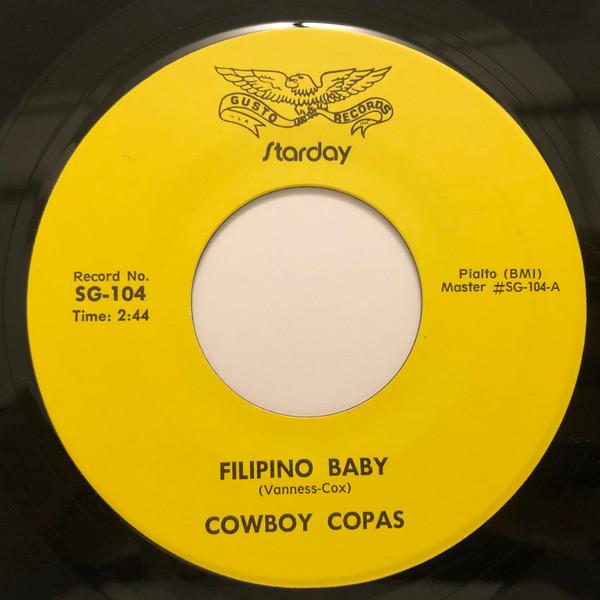 GUSTO RECORDS
Starday
Record No.
SG-104
Time: 2:44
Pialto (BMI)
Master #SG-104-A
FILIPINO BABY
(Vanness-Cox)
COWBOY COPAS